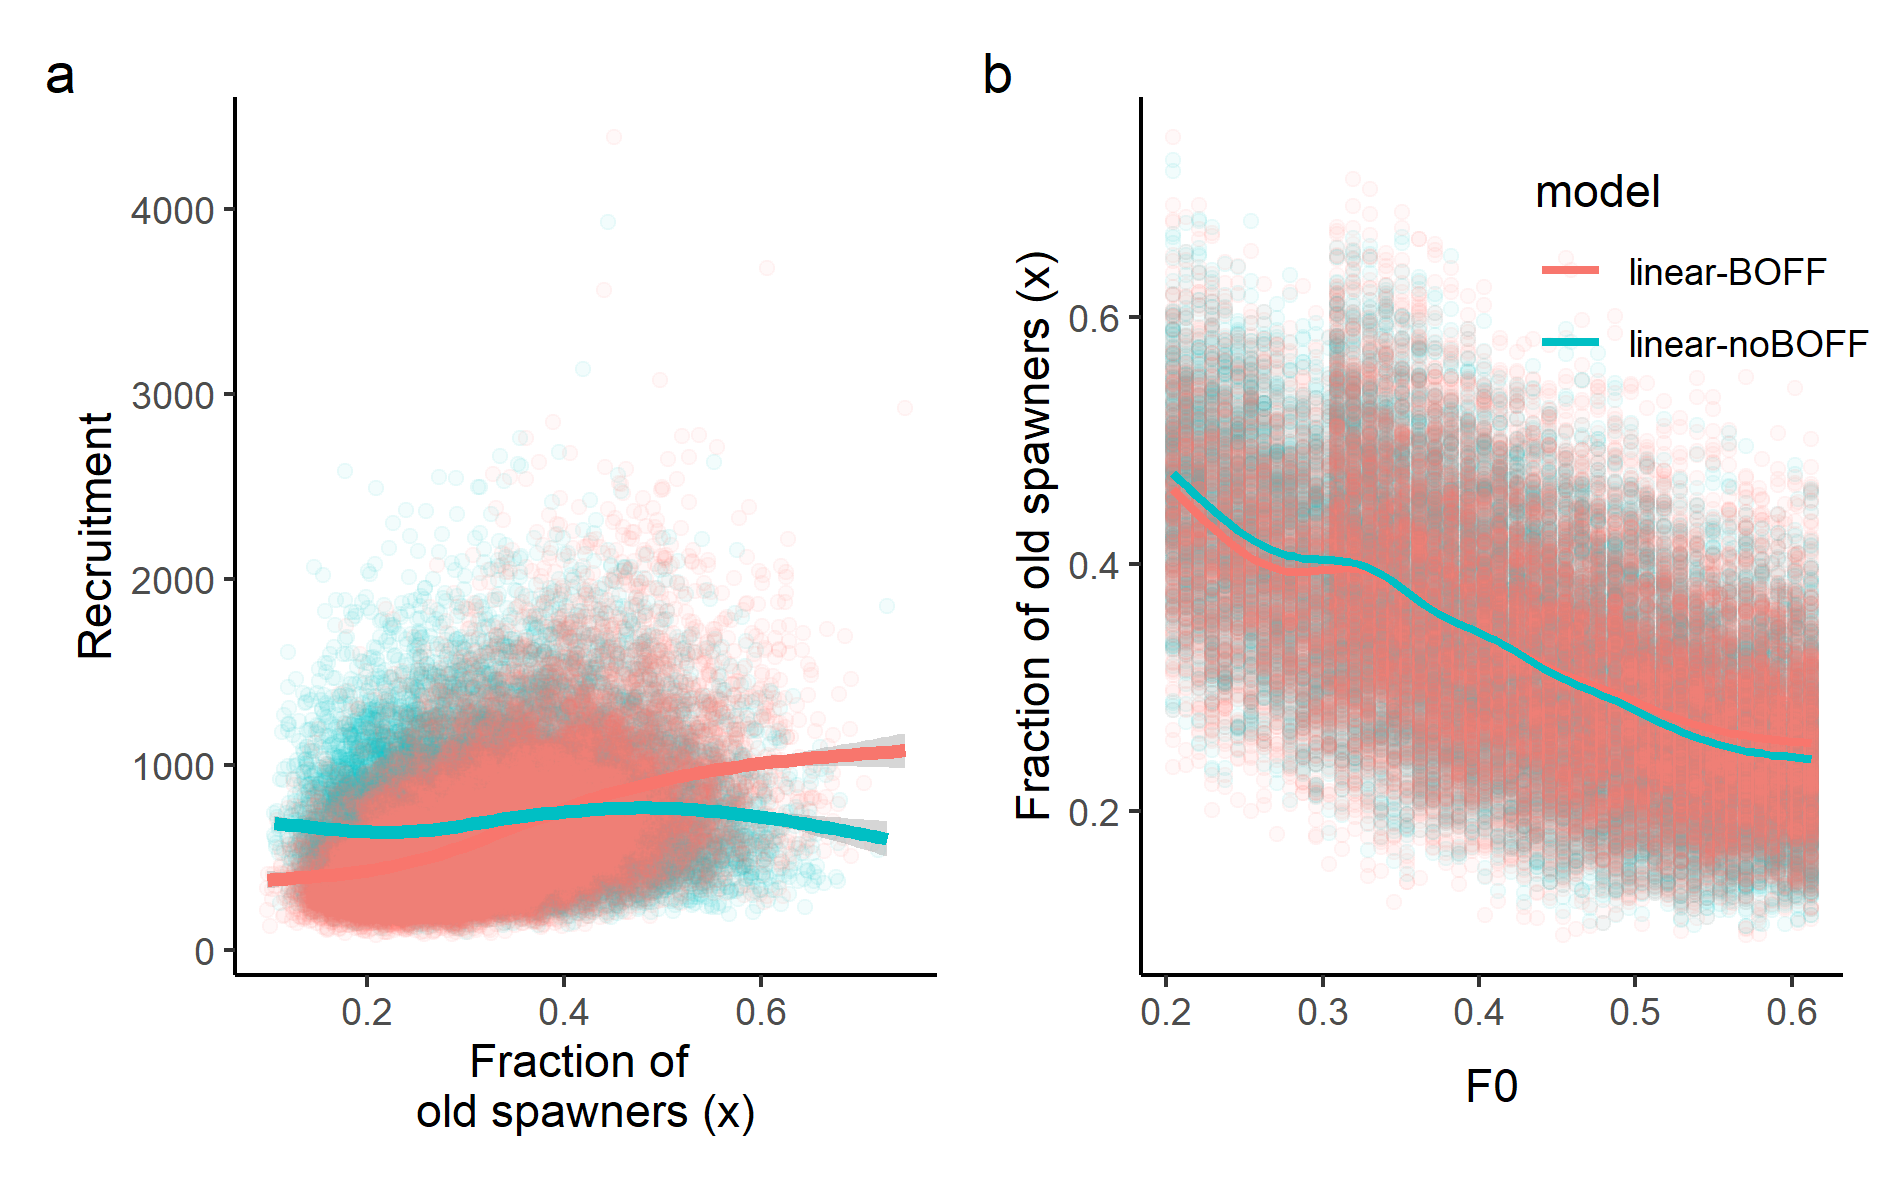 a
Recruitment
4000
3000
2000
1000
0
0.2
0.4
0.6
Fraction of
old spawners (x)
b
Fraction of old spawners (x)
0.6
0.4
0.2
0.2
0.3
0.4
0.5
0.6
F0
model
linear-BOFF
linear-noBOFF